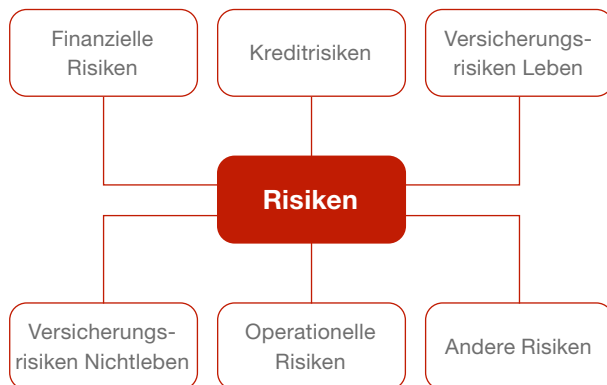 Finanzielle
Risiken
Kreditrisiken
Versicherungs-
risiken Leben
Risiken
Versicherungs-
risiken Nichtleben
Operationelle
Risiken
Andere Risiken